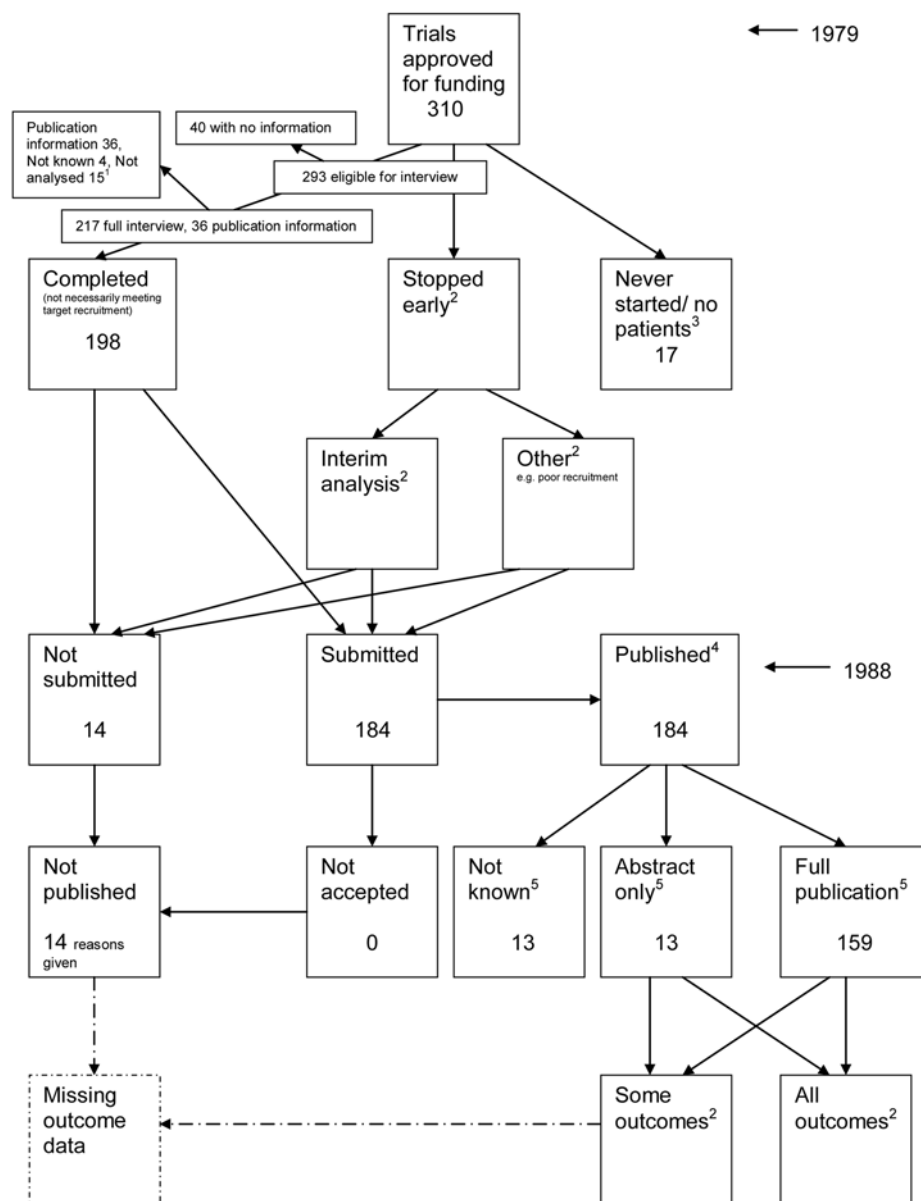 Trials
approved
for funding
310
1979
Publication
information 36,
Not known 4, Not
analysed 15¹
40 with no information
293 eligible for interview
217 full interview, 36 publication information
Completed
(not necessarily meeting
target recruitment)
198
Stopped
early²
Never
started/ no
patients³
17
Interim
analysis²
Other²
e.g. poor recruitment
Not
submitted
14
Submitted
184
Published⁴
184
1988
Not
published
14 reasons
given
Not
accepted
0
Not
known⁵
13
Abstract
only⁵
13
Full
publication⁵
159
Missing
outcome
data
Some
outcomes²
All
outcomes²